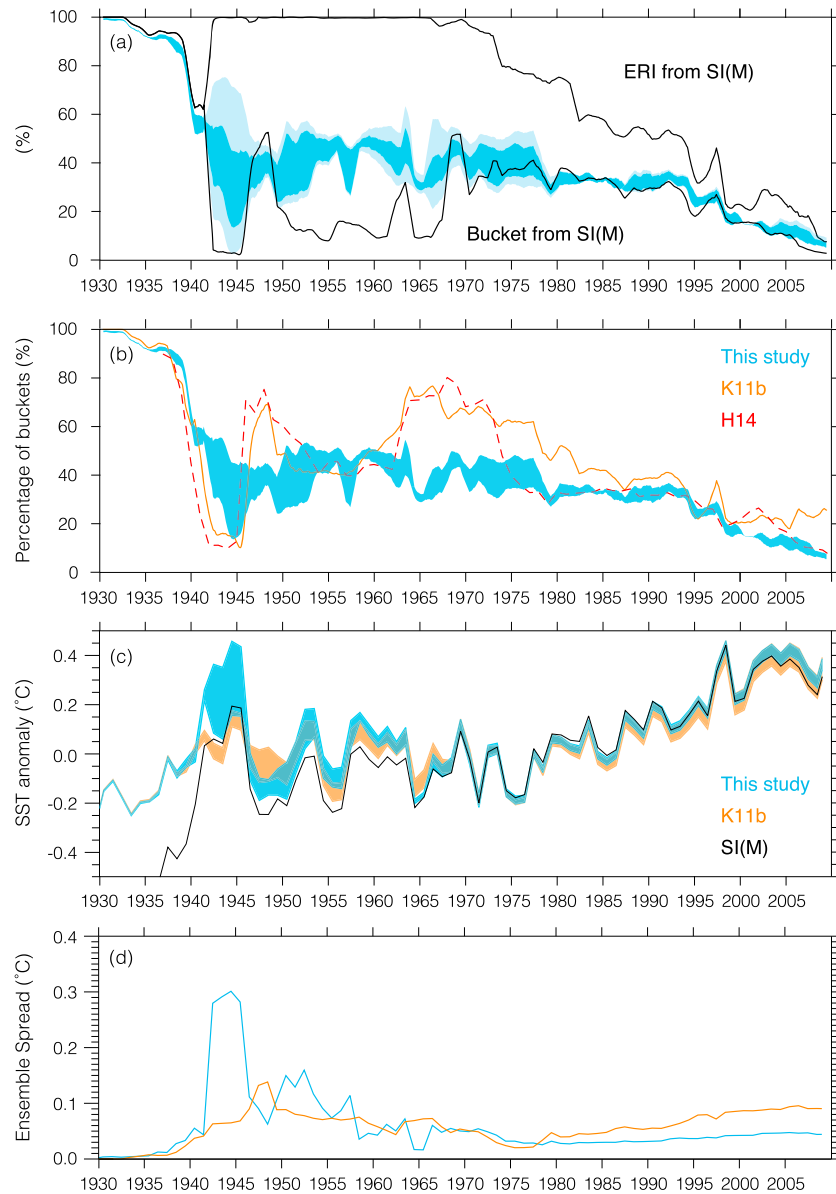 100
80
60
40
20
0
(%)
(a)
ERI from SI(M)
Bucket from SI(M)
1930 1935 1940 1945 1950 1955 1960 1965 1970 1975 1980 1985 1990 1995 2000 2005
100
80
60
40
20
0
Percentage of buckets (%)
(b)
This study
K11b
H14
1930 1935 1940 1945 1950 1955 1960 1965 1970 1975 1980 1985 1990 1995 2000 2005
0.4
0.2
0.0
-0.2
-0.4
SST anomaly (˚C)
(c)
This study
K11b
SI(M)
1930 1935 1940 1945 1950 1955 1960 1965 1970 1975 1980 1985 1990 1995 2000 2005
0.4
0.3
0.2
0.1
0.0
Ensemble Spread (˚C)
(d)
1930 1935 1940 1945 1950 1955 1960 1965 1970 1975 1980 1985 1990 1995 2000 2005